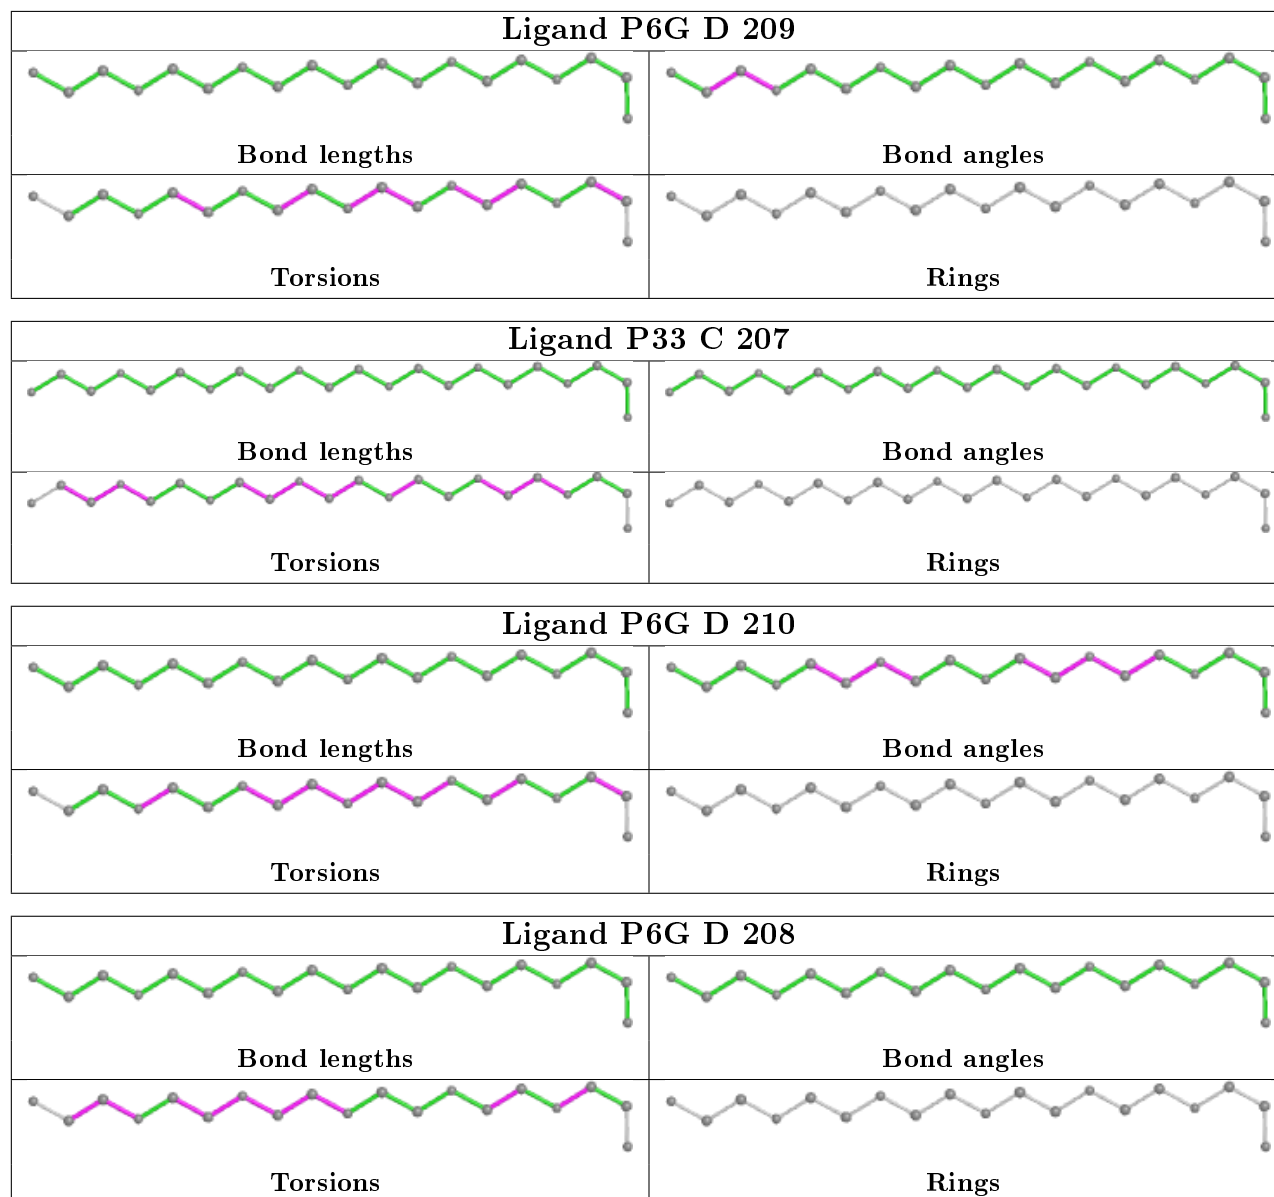 Ligand P6G D 209
Bond lengths
Bond angles
Torsions
Rings
Ligand P33 C 207
Bond lengths
Bond angles
Torsions
Rings
Ligand P6G D 210
Bond lengths
Bond angles
Torsions
Rings
Ligand P6G D 208
Bond lengths
Bond angles
Torsions
Rings